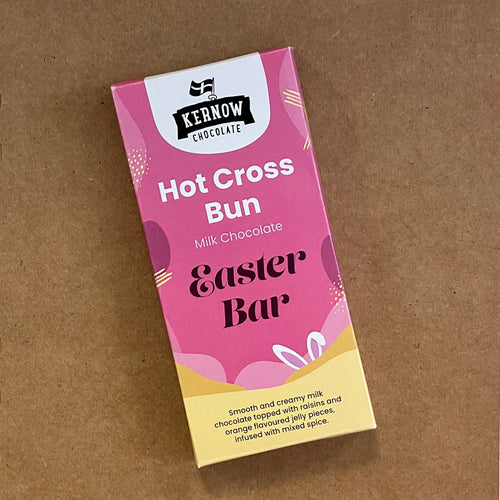 KERNOW
CHOCOLATE
Hot Cross
Bun
Milk Chocolate
Easter
Bar
Smooth and creamy milk
chocolate topped with raisins and
orange flavoured jelly pieces,
infused with mixed spice.